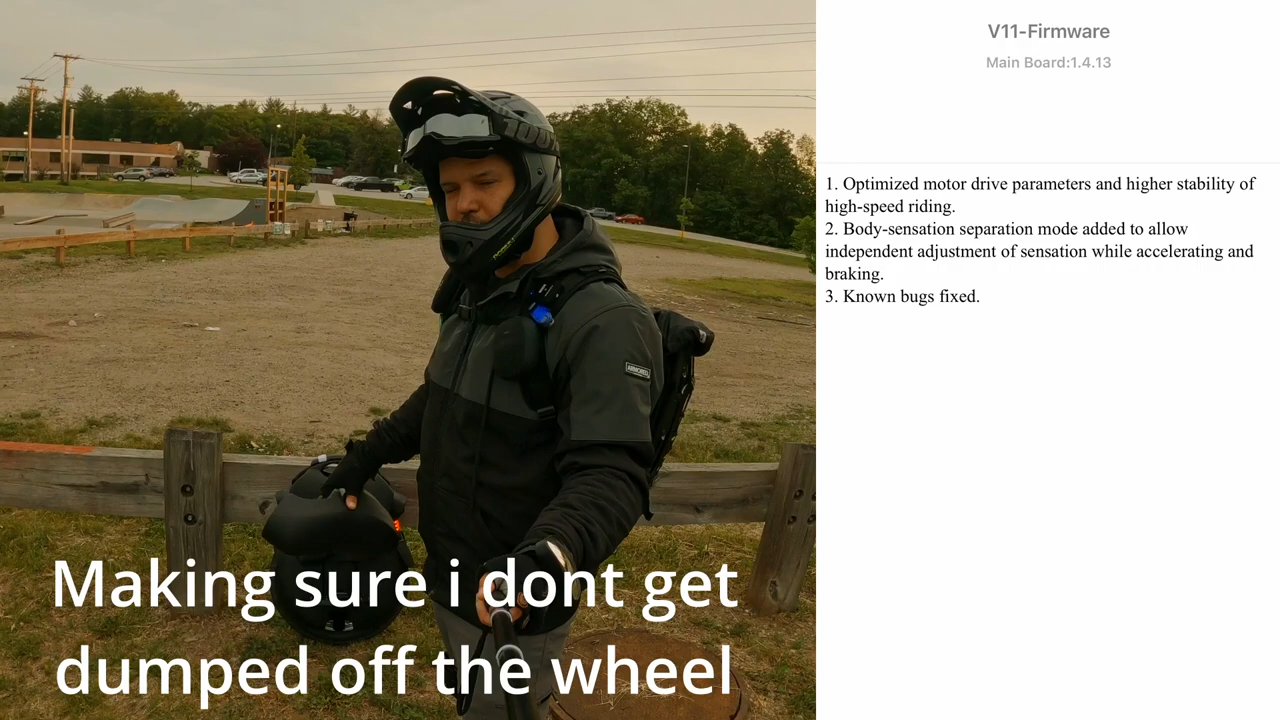 V11-Firmware
Main Board:1.4.13
1. Optimized motor drive parameters and higher stability of
high-speed riding.
2. Body-sensation separation mode added to allow
independent adjustment of sensation while accelerating and
braking.
3. Known bugs fixed.
ARMORED
Making sure i dont get
dumped off the wheel